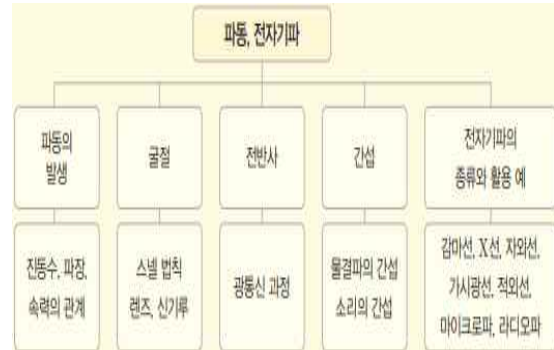 파동, 전자기파
파동의
발생
굴절
전반사
간섭
전자기파의
종류와 활용 예
진동수, 파장,
속력의 관계
스넬 법칙
렌즈, 신기루
광통신 과정
물결파의 간섭
소리의 간섭
감마선, X선, 자외선,
가시광선, 적외선,
마이크로파, 라디오파